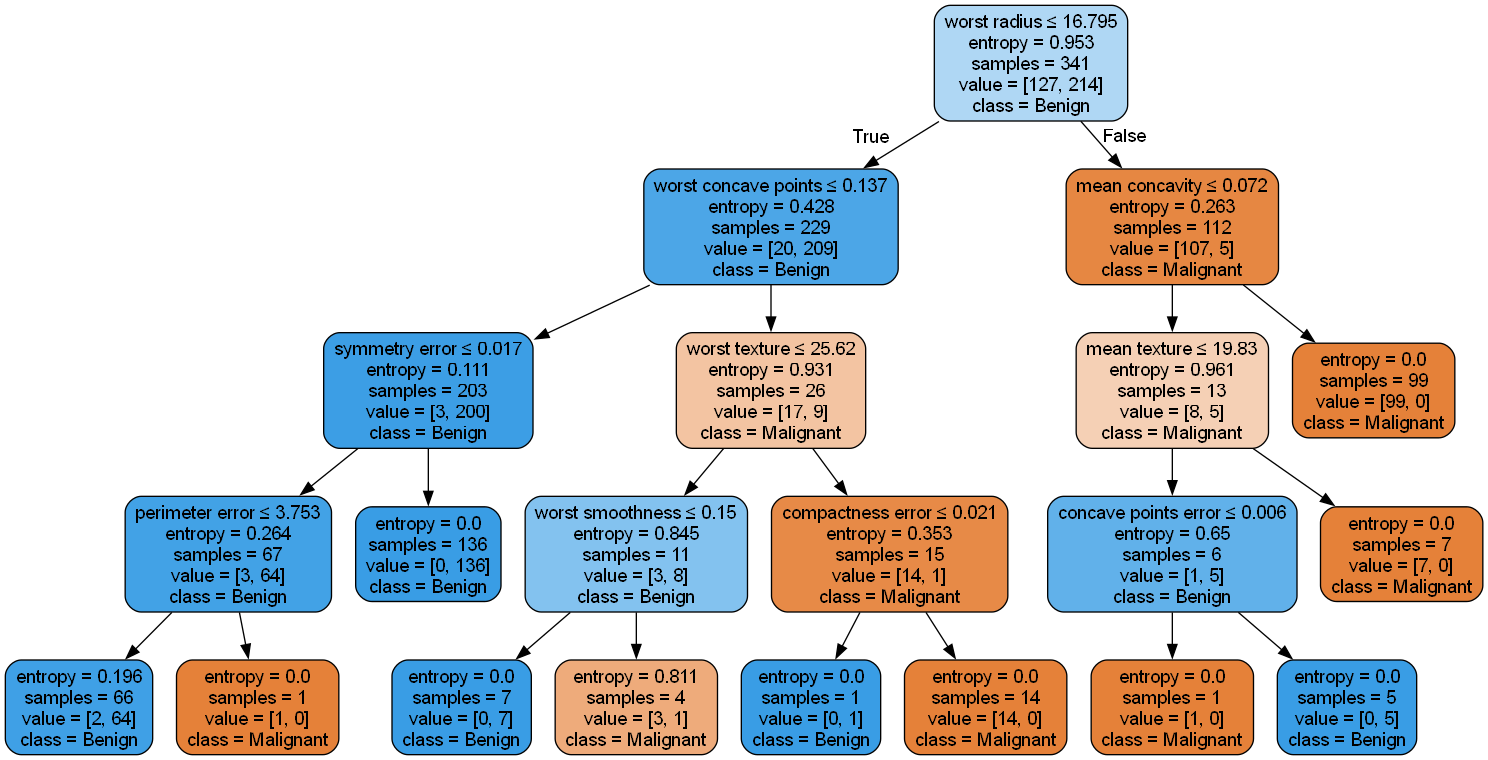 worst radius ≤ 16.795
entropy = 0.953
samples = 341
value = [127, 214]
class = Benign
True
False
worst concave points ≤ 0.137
entropy = 0.428
samples = 229
value = [20, 209]
class = Benign
mean concavity ≤ 0.072
entropy = 0.263
samples = 112
value = [107, 5]
class = Malignant
symmetry error ≤ 0.017
entropy = 0.111
samples = 203
value = [3, 200]
class = Benign
worst texture ≤ 25.62
entropy = 0.931
samples = 26
value = [17, 9]
class = Malignant
mean texture ≤ 19.83
entropy = 0.961
samples = 13
value = [8, 5]
class = Malignant
entropy = 0.0
samples = 99
value = [99, 0]
class = Malignant
perimeter error ≤ 3.753
entropy = 0.264
samples = 67
value = [3, 64]
class = Benign
entropy = 0.0
samples = 136
value = [0, 136]
class = Benign
worst smoothness ≤ 0.15
entropy = 0.845
samples = 11
value = [3, 8]
class = Benign
compactness error ≤ 0.021
entropy = 0.353
samples = 15
value = [14, 1]
class = Malignant
concave points error ≤ 0.006
entropy = 0.65
samples = 6
value = [1, 5]
class = Benign
entropy = 0.0
samples = 7
value = [7, 0]
class = Malignant
entropy = 0.196
samples = 66
value = [2, 64]
class = Benign
entropy = 0.0
samples = 1
value = [1, 0]
class = Malignant
entropy = 0.0
samples = 7
value = [0, 7]
class = Benign
entropy = 0.811
samples = 4
value = [3, 1]
class = Malignant
entropy = 0.0
samples = 1
value = [0, 1]
class = Benign
entropy = 0.0
samples = 14
value = [14, 0]
class = Malignant
entropy = 0.0
samples = 1
value = [1, 0]
class = Malignant
entropy = 0.0
samples = 5
value = [0, 5]
class = Benign